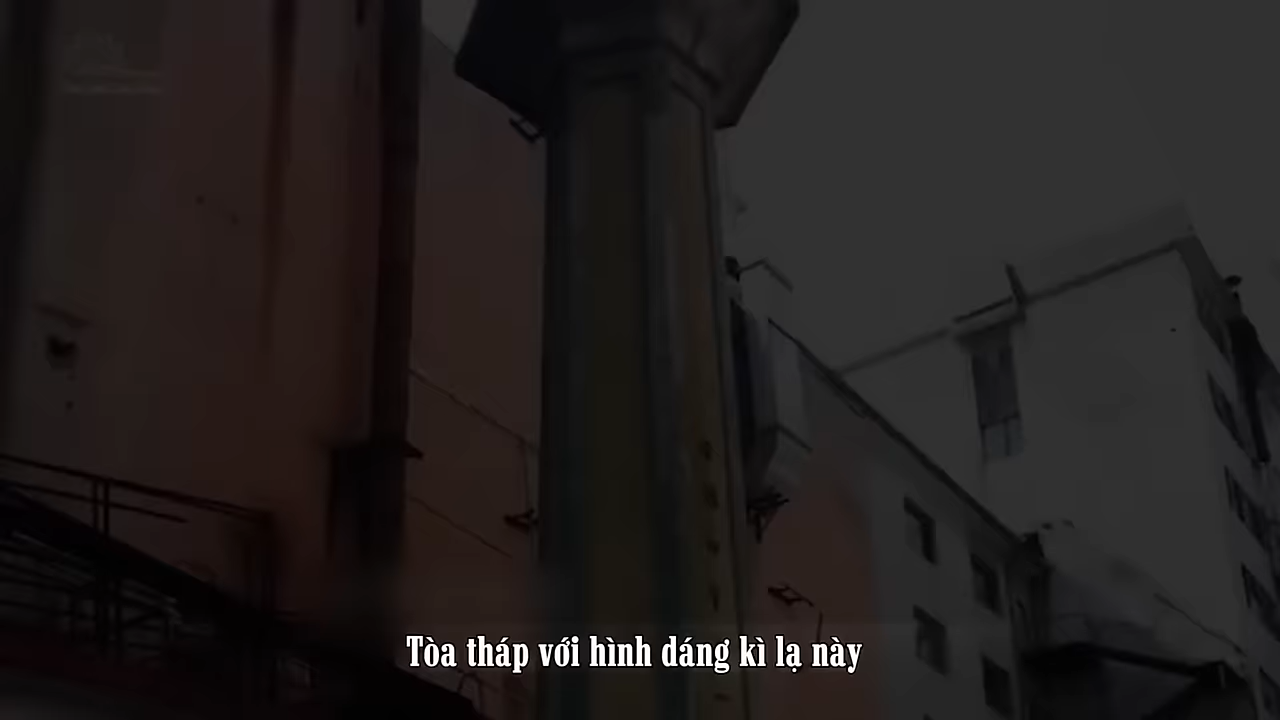 Tòa tháp với hình dáng kì lạ này